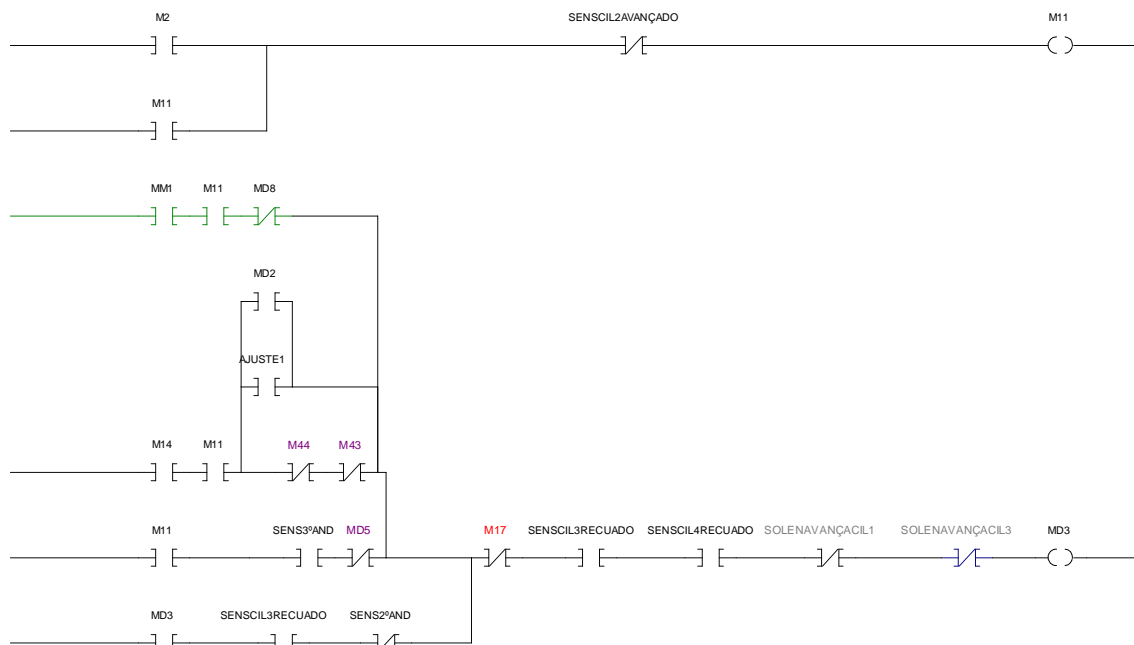 M2 SENSCIL2AVANÇADO M11
M11
MM1 M11 MD8
MD2
AJUSTE1
M14 M11 M44 M43
M11 SENS3ºAND MD5 M17 SENSCIL3RECUADO SENSCIL4RECUADO SOLENAVANÇACIL1 SOLENAVANÇACIL3 MD3
MD3 SENSCIL3RECUADO SENS2ºAND